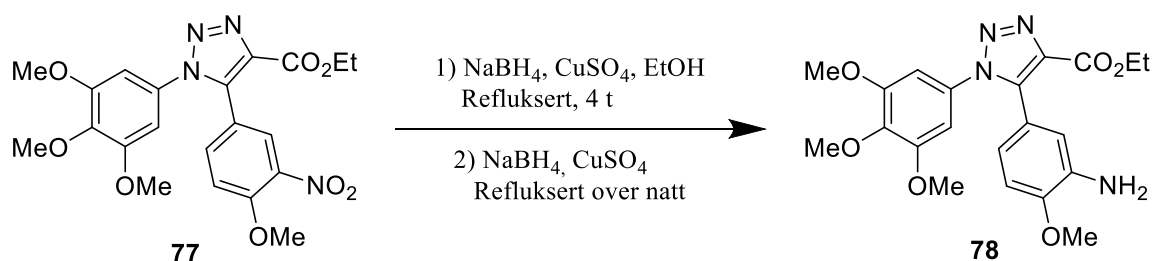 N=N
N
CO₂Et
MeO
MeO
OMe
NO₂
OMe
77
1) NaBH₄, CuSO₄, EtOH
Refluksert, 4 t
2) NaBH₄, CuSO₄
Refluksert over natt
N=N
N
CO₂Et
MeO
MeO
OMe
NH₂
OMe
78